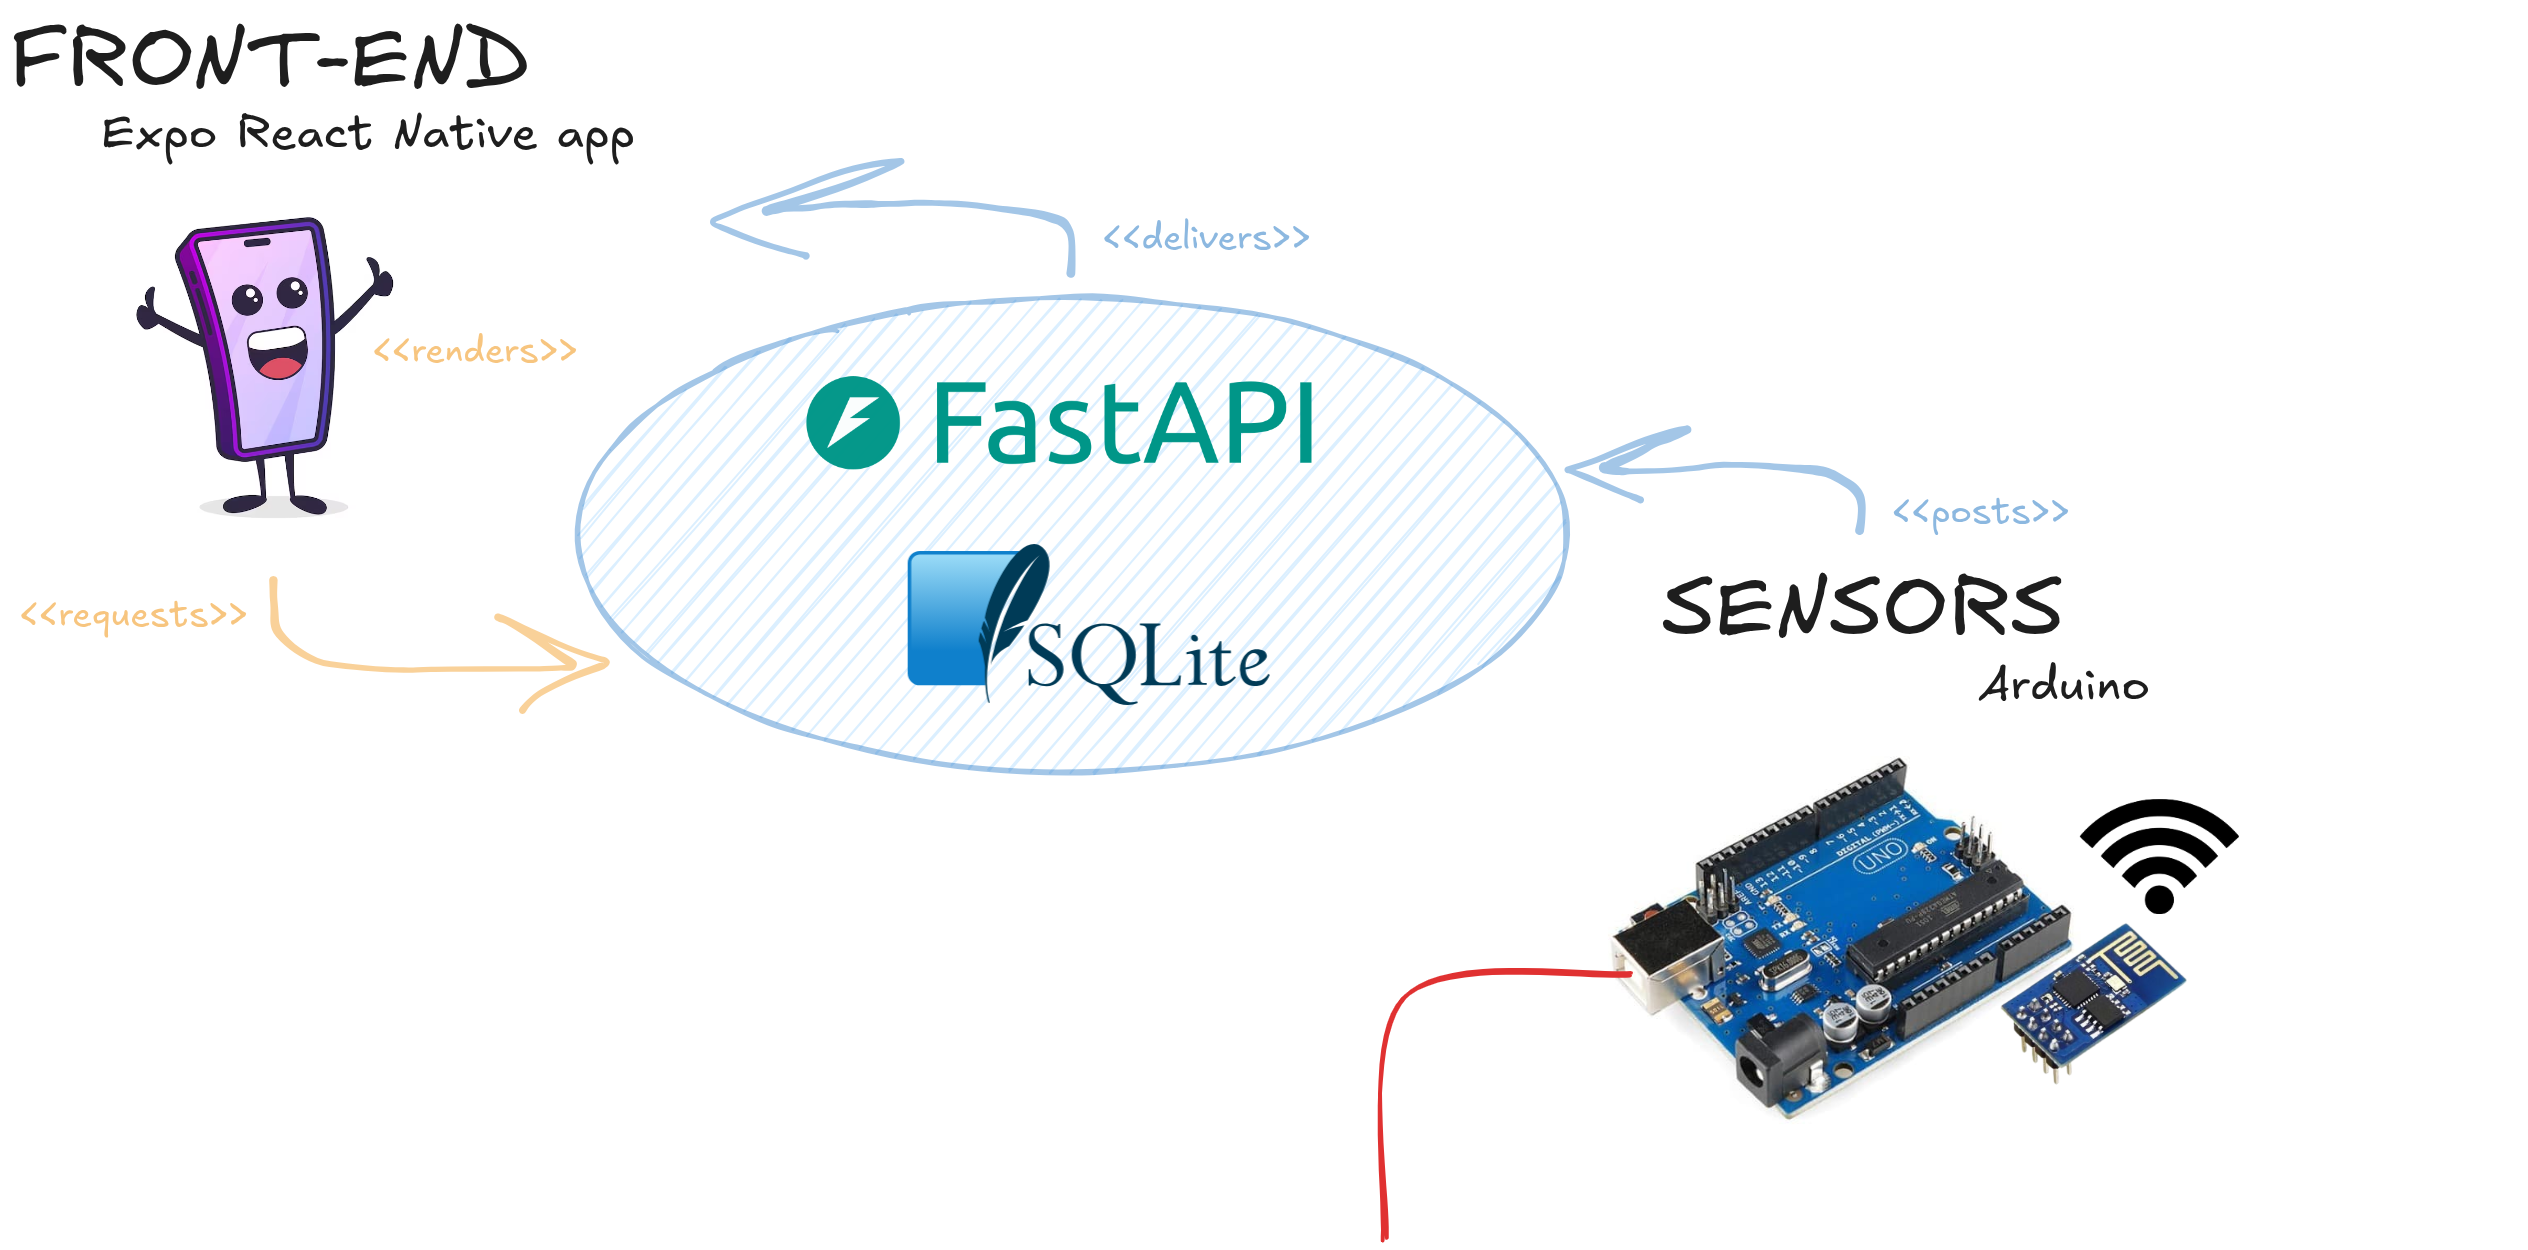 FRONT-END
Expo React Native app
<<delivers>>
<<renders>>
FastAPI
<<posts>>
<<requests>>
SQLite
SENSORS
Arduino
UNO
DIGITAL (PWM~)